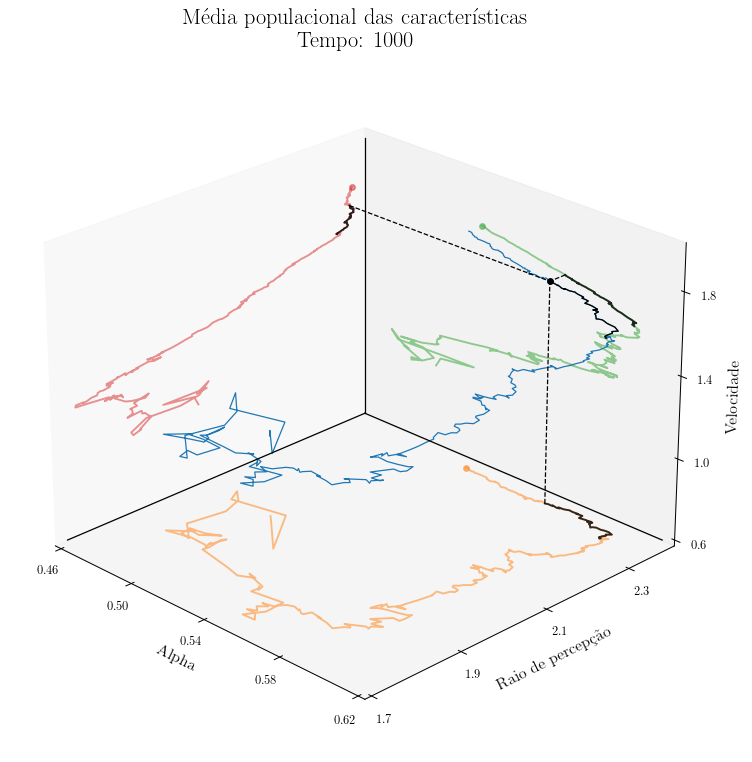 Média populacional das características
Tempo: 1000
1.8
1.4
Velocidade
1.0
0.6
0.46
0.50
0.54
Alpha
0.58
0.62
2.3
2.1
Raio de percepção
1.9
1.7